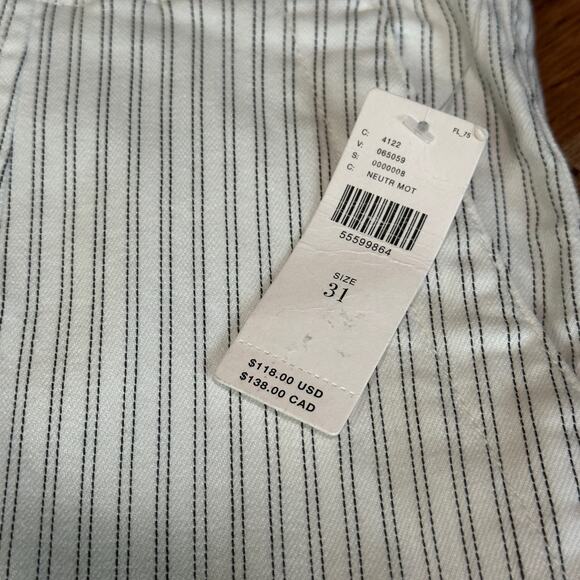 FL_75
C: 4122
V: 065059
S: 0000008
C: NEUTR MOT
55599864
SIZE
31
$118.00 USD
$138.00 CAD